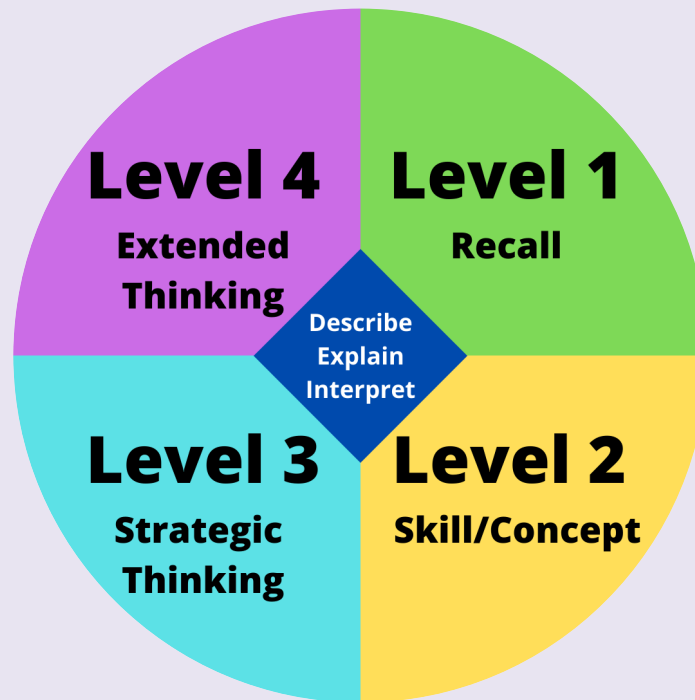 Level 4
Extended
Thinking
Level 1
Recall
Describe
Explain
Interpret
Level 3
Strategic
Thinking
Level 2
Skill/Concept